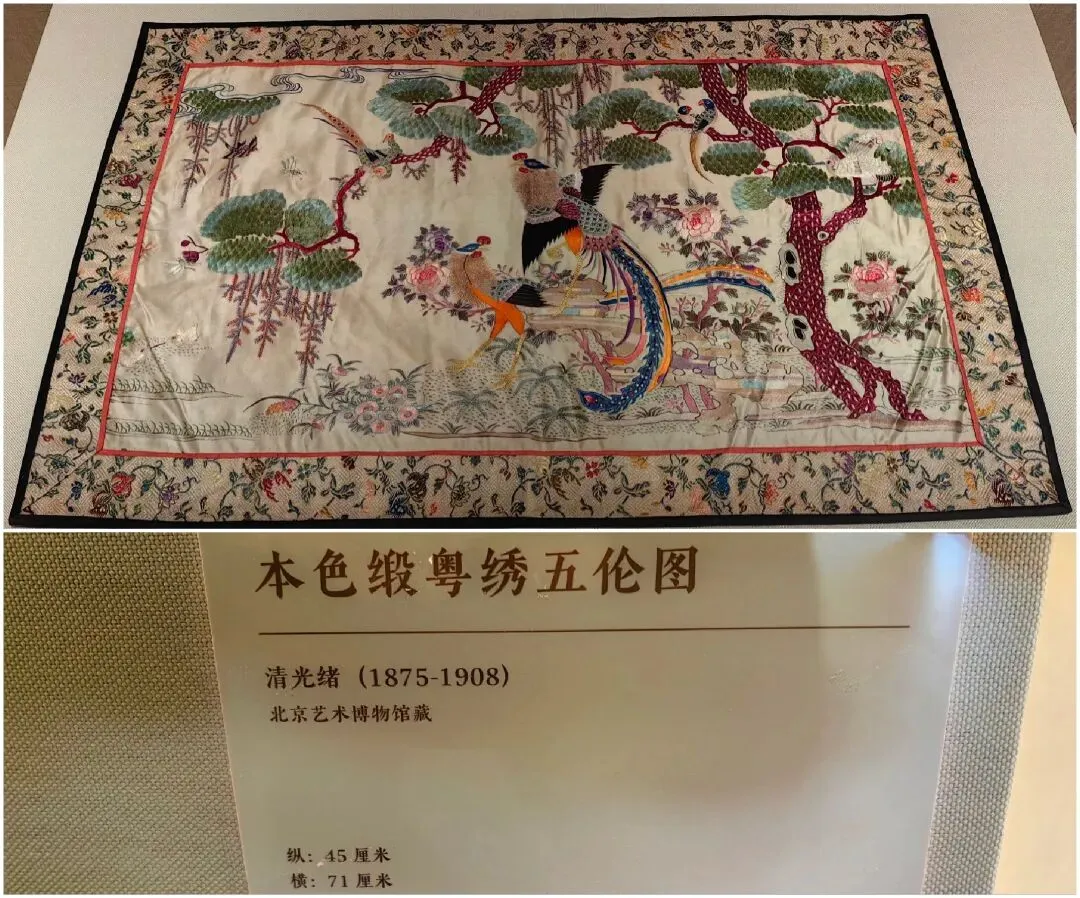 本色缎粤绣五伦图
清光绪（1875-1908）
北京艺术博物馆藏
纵：45 厘米
横：71 厘米